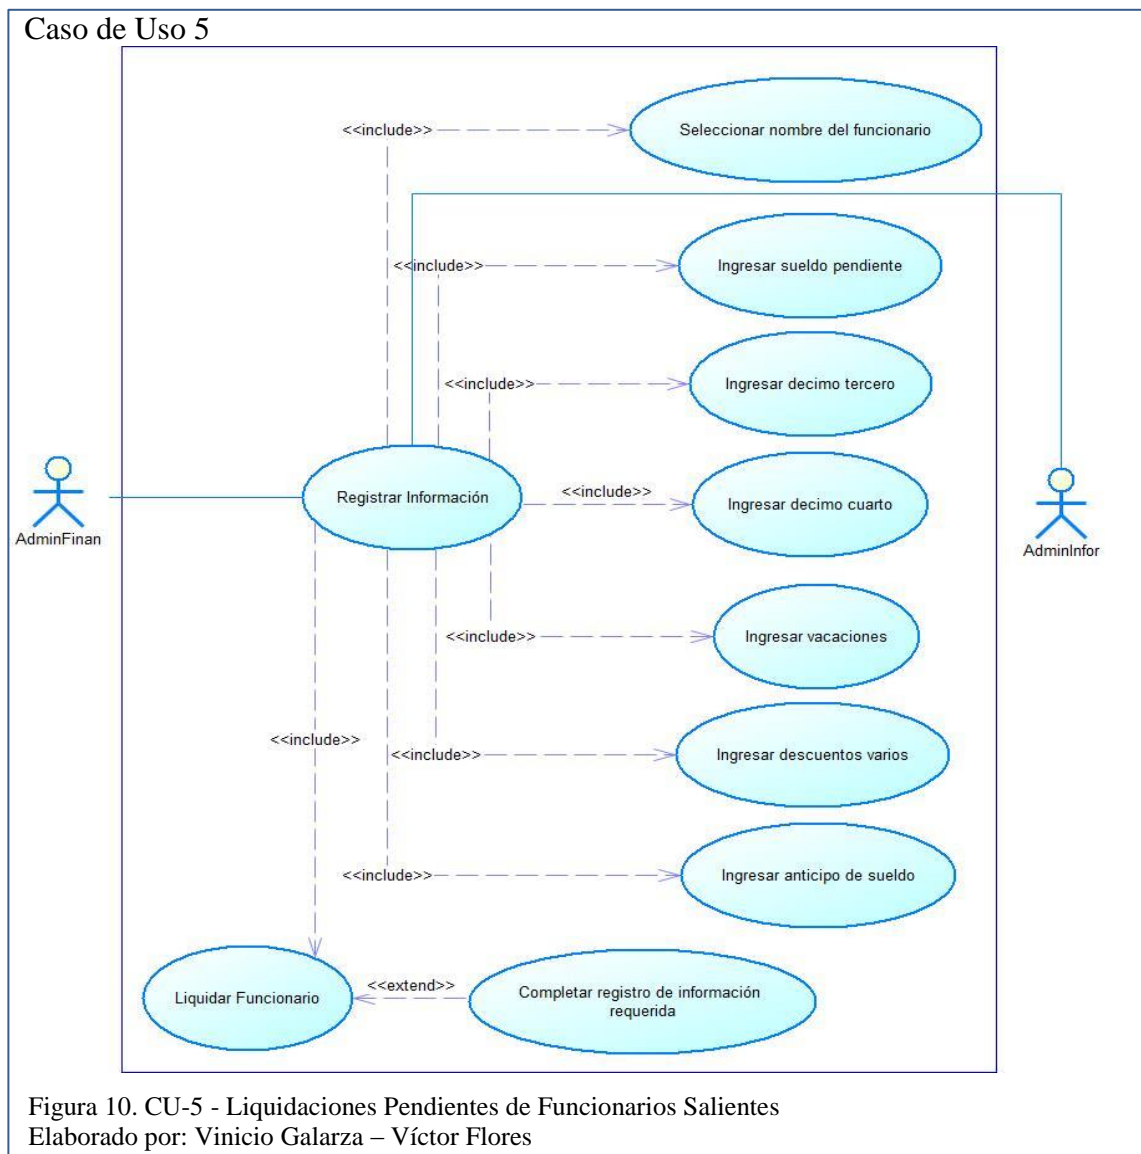 Caso de Uso 5
<<include>>
Seleccionar nombre del funcionario
<<include>>
Ingresar sueldo pendiente
<<include>>
Ingresar decimo tercero
Registrar Información
<<include>>
Ingresar decimo cuarto
AdminFinan
AdminInfor
<<include>>
Ingresar vacaciones
<<include>>
<<include>>
Ingresar descuentos varios
<<include>>
Ingresar anticipo de sueldo
Liquidar Funcionario
<<extend>>
Completar registro de información
requerida
Figura 10. CU-5 - Liquidaciones Pendientes de Funcionarios Salientes
Elaborado por: Vinicio Galarza – Víctor Flores